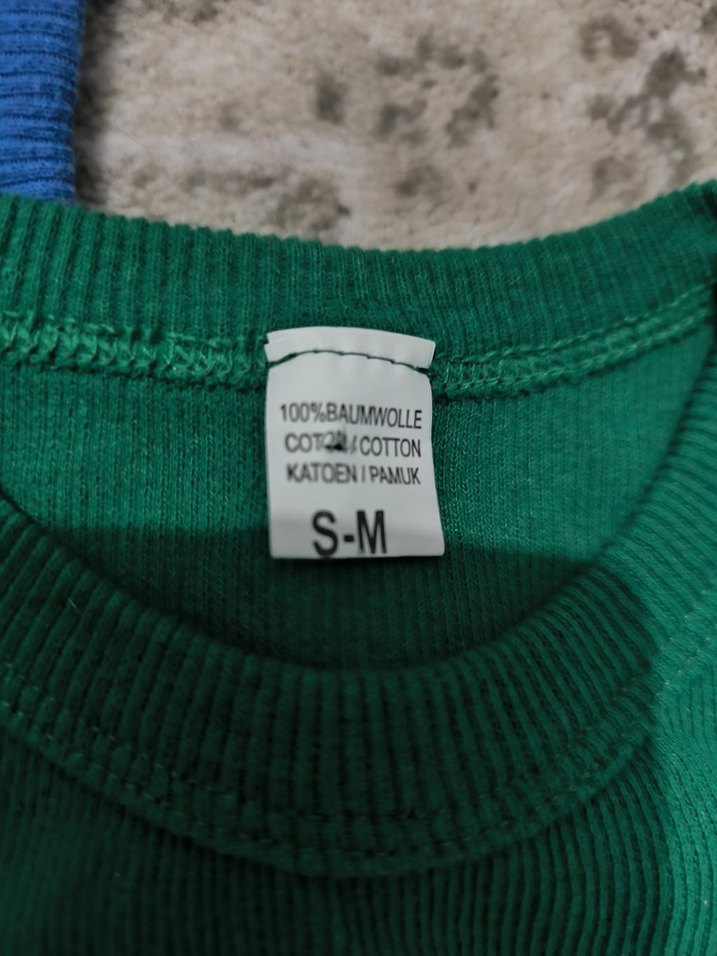 100%BAUMWOLLE
COTTON
KATOEN / PAMUK
S-M